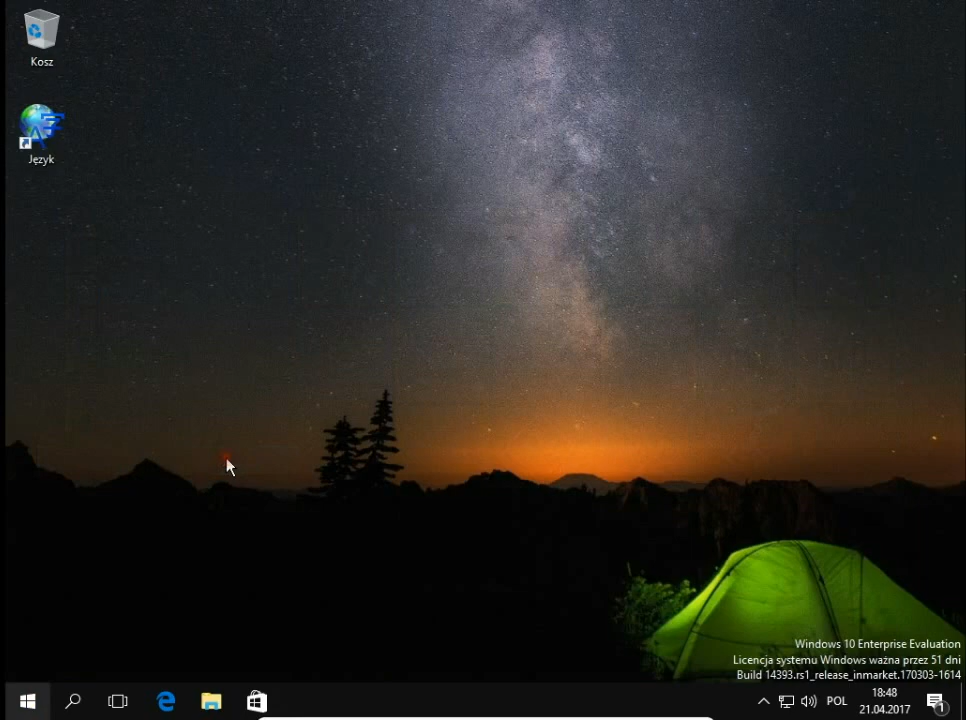 Kosz
Język
Windows 10 Enterprise Evaluation
Licencja systemu Windows ważna przez 51 dni
Build 14393.rs1_release_inmarket.170303-1614
POL
18:48
21.04.2017
1